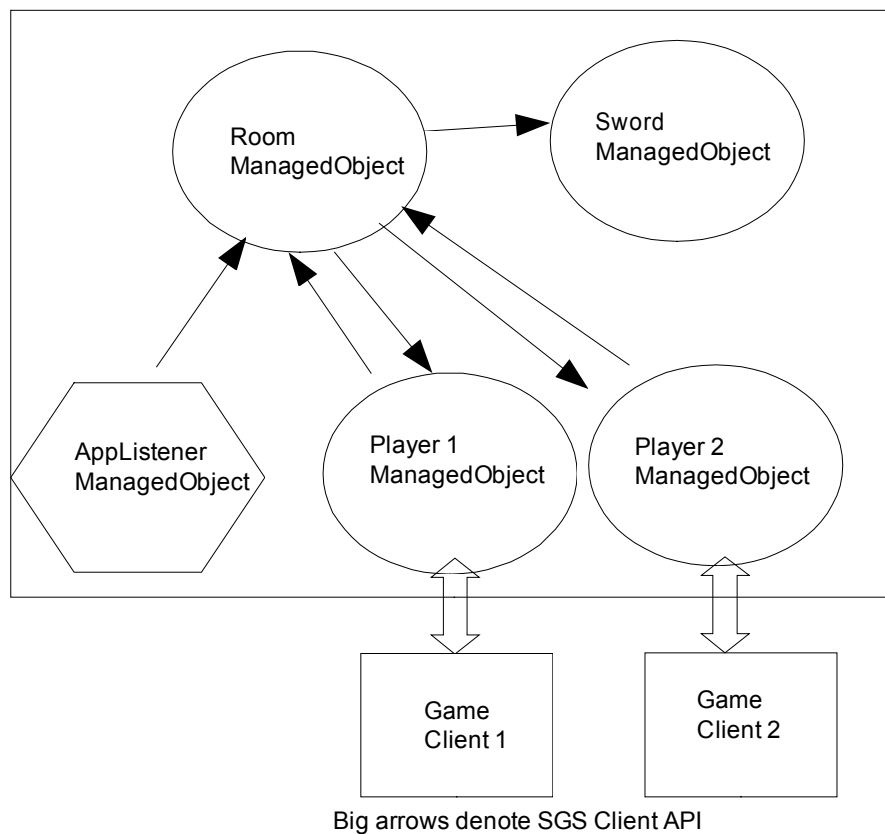 Room
ManagedObject
Sword
ManagedObject
AppListener
ManagedObject
Player 1
ManagedObject
Player 2
ManagedObject
Game
Client 1
Game
Client 2
Big arrows denote SGS Client API